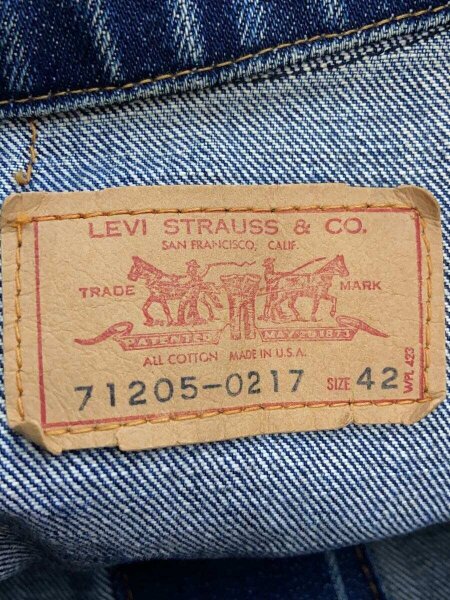 LEVI STRAUSS & CO.
SAN FRANCISCO, CALIF.
TRADE MARK
PATENTED MAY 20 1873
ALL COTTON MADE IN U.S.A.
71205-0217 SIZE 42
WPL 423